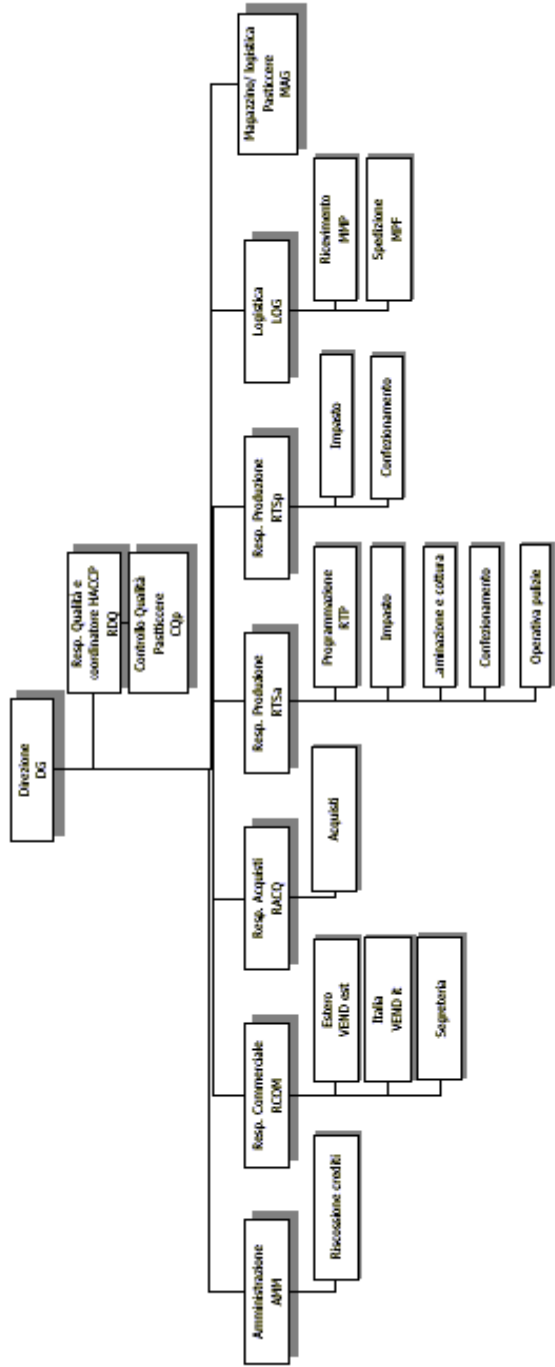 Direzione
DG
Resp. Qualità e
coordinatore HACCP
RDQ
Controllo Qualità
Pasticcere
CQp
Amministrazione
AMM
Riscossione crediti
Resp. Commerciale
RCOM
Estero
VEND est
Italia
VEND it
Segreteria
Resp. Acquisti
RACQ
Acquisti
Resp. Produzione
RTSa
Programmazione
RTP
Impasto
.aminazione e cottura
Confezionamento
Operativa pulizie
Resp. Produzione
RTSp
Impasto
Confezionamento
Logistica
LOG
Ricevimento
MMP
Spedizione
MPF
Magazzino/ logistica
Pasticcere
MAG